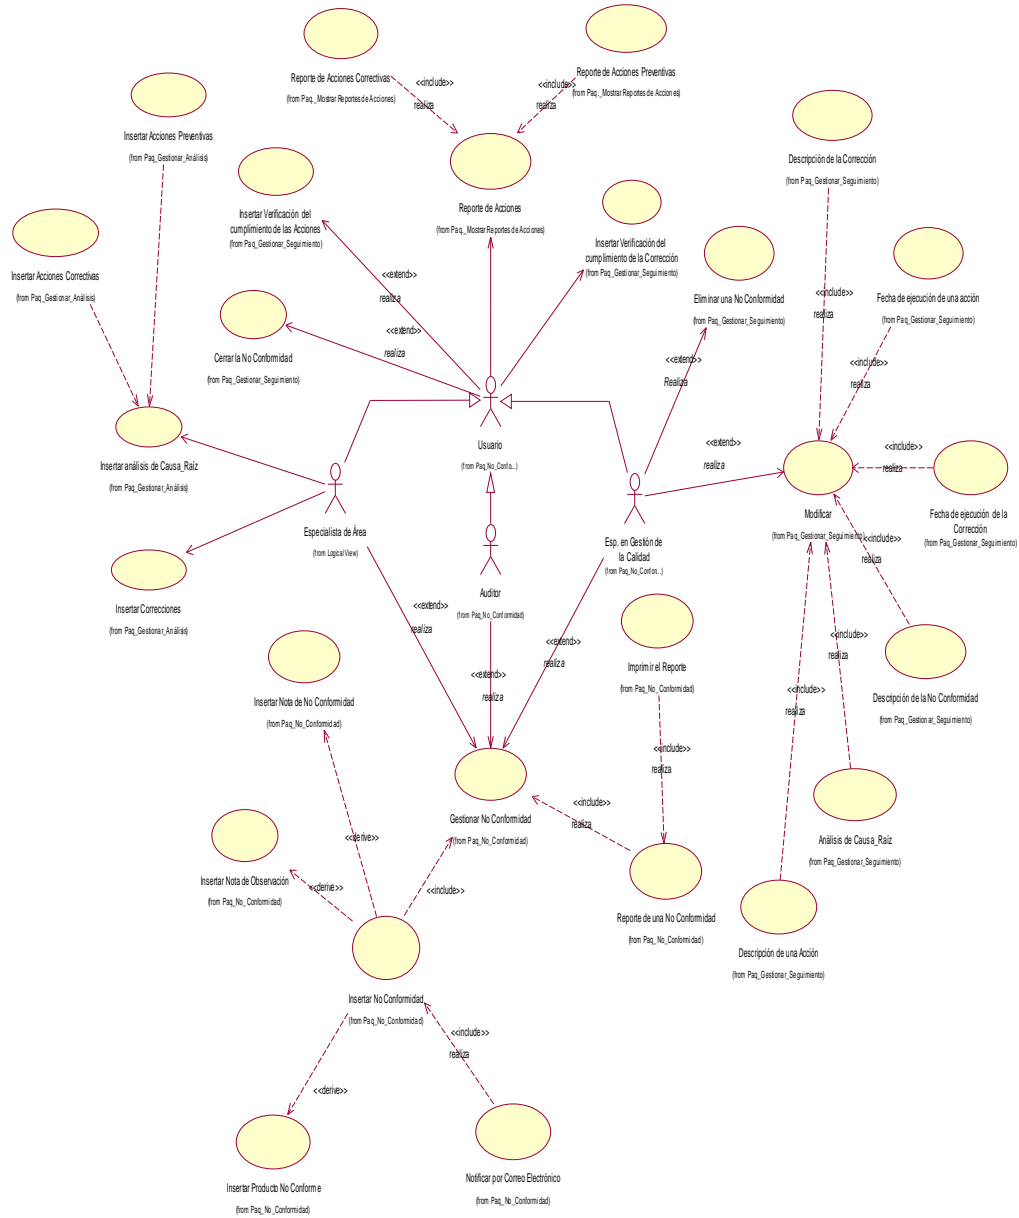 Reporte de Acciones Correctivas
(from Paq._Mostrar Reportes de Acciones)
<<include>>
realiza
Reporte de Acciones Preventivas
(from Paq._Mostrar Reportes de Acciones)
<<include>>
realiza
Insertar Acciones Preventivas
(from Paq_Gestionar_Análisis)
Descripción de la Corrección
(from Paq_Gestionar_Seguimiento)
Insertar Verificación del
cumplimiento de las Acciones
(from Paq_Gestionar_Seguimiento)
Reporte de Acciones
(from Paq._Mostrar Reportes de Acciones)
Insertar Verificación del
cumplimiento de la Corrección
(from Paq_Gestionar_Seguimiento)
Insertar Acciones Correctivas
(from Paq_Gestionar_Análisis)
<<extend>>
realiza
Eliminar una No Conformidad
(from Paq_Gestionar_Seguimiento)
<<include>>
realiza
Fecha de ejecución de una acción
(from Paq_Gestionar_Seguimiento)
Cerrar la No Conformidad
(from Paq_Gestionar_Seguimiento)
<<extend>>
realiza
<<extend>>
Realiza
<<include>>
realiza
Usuario
(from Paq_No_Confo...)
Insertar análisis de Causa_Raíz
(from Paq_Gestionar_Análisis)
<<extend>>
realiza
<<include>>
realiza
Especialista de Área
(from Logical View)
Esp. en Gestión de
la Calidad
(from Paq_No_Confor...)
Modificar
(from Paq_Gestionar_Seguimiento)
Fecha de ejecución de la
Corrección
(from Paq_Gestionar_Seguimiento)
<<include>>
realiza
Insertar Correcciones
(from Paq_Gestionar_Análisis)
Auditor
(from Paq_No_Conformidad)
<<extend>>
realiza
<<extend>>
realiza
<<extend>>
realiza
Imprimir el Reporte
(from Paq_No_Conformidad)
<<include>>
realiza
Insertar Nota de No Conformidad
(from Paq_No_Conformidad)
<<include>>
realiza
Descripción de la No Conformidad
(from Paq_Gestionar_Seguimiento)
<<include>>
realiza
Gestionar No Conformidad
(from Paq_No_Conformidad)
<<include>>
realiza
Análisis de Causa_Raíz
(from Paq_Gestionar_Seguimiento)
<<derive>>
Insertar Nota de Observación
(from Paq_No_Conformidad)
<<derive>>
<<include>>
Reporte de una No Conformidad
(from Paq_No_Conformidad)
Descripción de una Acción
(from Paq_Gestionar_Seguimiento)
Insertar No Conformidad
(from Paq_No_Conformidad)
<<include>>
realiza
<<derive>>
Insertar Producto No Conforme
(from Paq_No_Conformidad)
Notificar por Correo Electrónico
(from Paq_No_Conformidad)